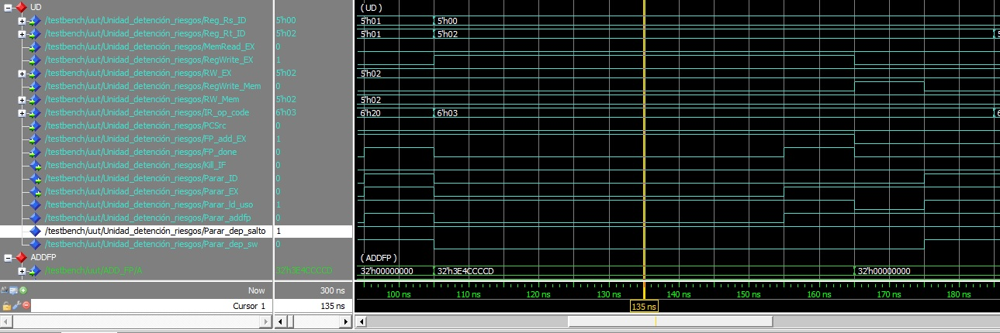 UD ( UD )
/testbench/uut/Unidad_detención_riesgos/Reg_Rs_ID 5'h00 5'h01 5'h00
/testbench/uut/Unidad_detención_riesgos/Reg_Rt_ID 5'h02 5'h01 5'h02 5
/testbench/uut/Unidad_detención_riesgos/MemRead_EX 0
/testbench/uut/Unidad_detención_riesgos/RegWrite_EX 1
/testbench/uut/Unidad_detención_riesgos/RW_EX 5'h02 5'h02
/testbench/uut/Unidad_detención_riesgos/RegWrite_Mem 0
/testbench/uut/Unidad_detención_riesgos/RW_Mem 5'h02 5'h02
/testbench/uut/Unidad_detención_riesgos/IR_op_code 6'h03 6'h20 6'h03 6
/testbench/uut/Unidad_detención_riesgos/PCSrc 0
/testbench/uut/Unidad_detención_riesgos/FP_add_EX 1
/testbench/uut/Unidad_detención_riesgos/FP_done 0
/testbench/uut/Unidad_detención_riesgos/Kill_IF 0
/testbench/uut/Unidad_detención_riesgos/Parar_ID 0
/testbench/uut/Unidad_detención_riesgos/Parar_EX 0
/testbench/uut/Unidad_detención_riesgos/Parar_ld_uso 1
/testbench/uut/Unidad_detención_riesgos/Parar_addfp 0
/testbench/uut/Unidad_detención_riesgos/Parar_dep_salto 1
/testbench/uut/Unidad_detención_riesgos/Parar_dep_sw 0
ADDFP ( ADDFP )
/testbench/uut/ADD_FP/A 32'h3E4CCCCD 32'h00000000 32'h3E4CCCCD 32'h00000000
Now 300 ns 100 ns 110 ns 120 ns 130 ns 140 ns 150 ns 160 ns 170 ns 180 ns
Cursor 1 135 ns 135 ns